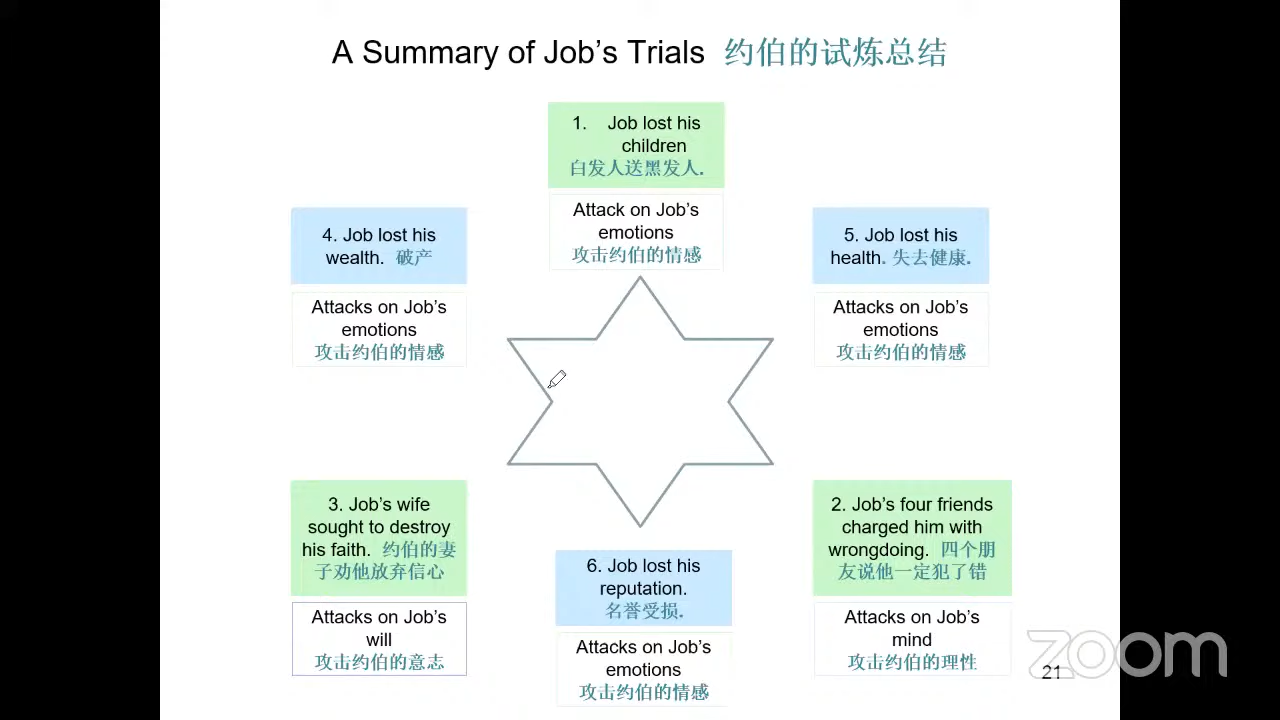 A Summary of Job's Trials 约伯的试炼总结
1. Job lost his
children
白发人送黑发人.
Attack on Job's
emotions
攻击约伯的情感
4. Job lost his
wealth. 破产
Attacks on Job's
emotions
攻击约伯的情感
5. Job lost his
health. 失去健康.
Attacks on Job's
emotions
攻击约伯的情感
3. Job's wife
sought to destroy
his faith. 约伯的妻
子劝他放弃信心
Attacks on Job's
will
攻击约伯的意志
6. Job lost his
reputation.
名誉受损.
Attacks on Job's
emotions
攻击约伯的情感
2. Job's four friends
charged him with
wrongdoing. 四个朋
友说他一定犯了错
Attacks on Job's
mind
攻击约伯的理性
21
zoom